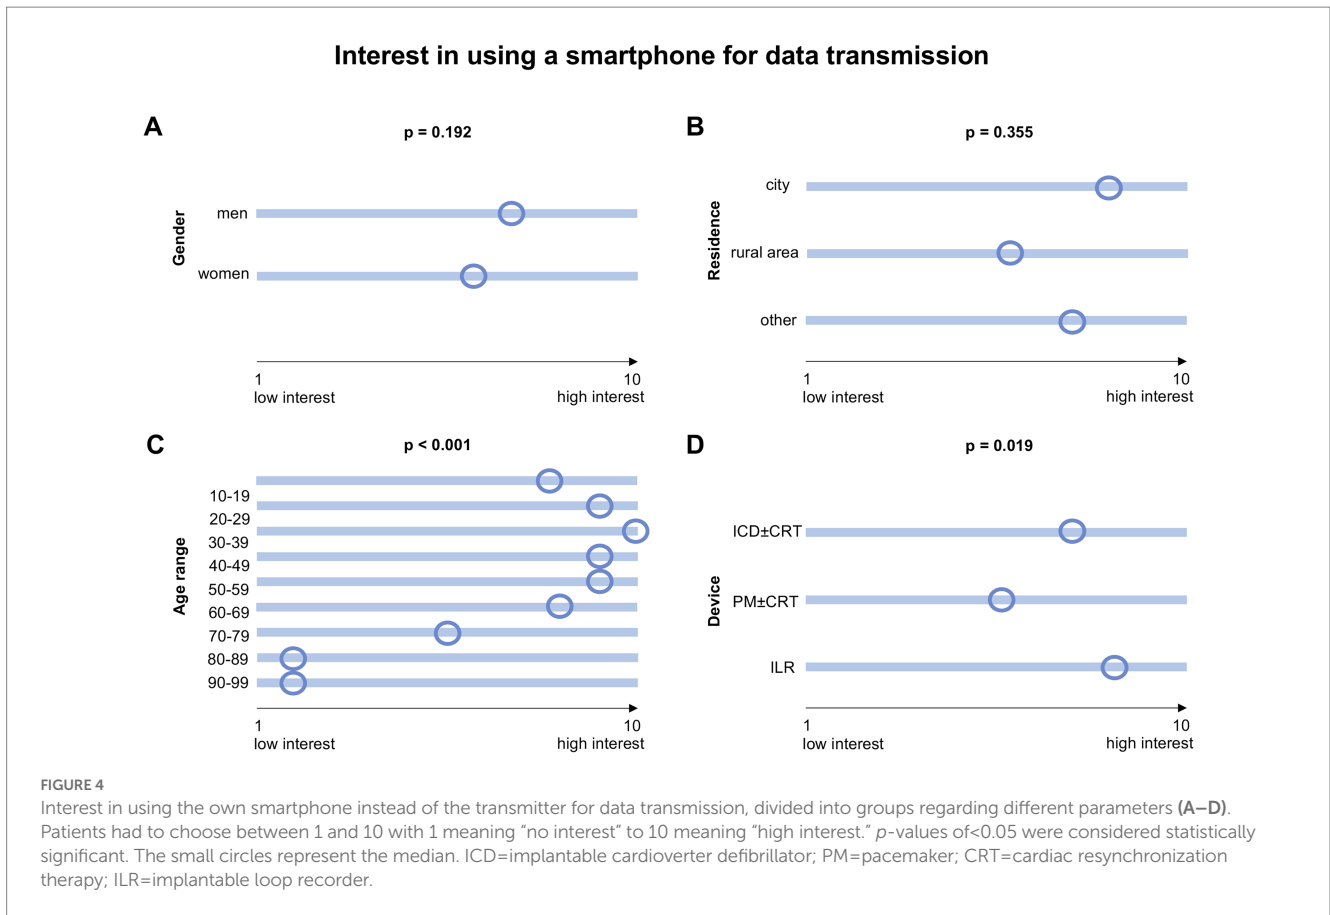 Interest in using a smartphone for data transmission
A
p = 0.192
Gender
men
women
1
10
low interest
high interest
B
p = 0.355
Residence
city
rural area
other
1
10
low interest
high interest
C
p < 0.001
Age range
10-19
20-29
30-39
40-49
50-59
60-69
70-79
80-89
90-99
1
10
low interest
high interest
D
p = 0.019
Device
ICD±CRT
PM±CRT
ILR
1
10
low interest
high interest
FIGURE 4
Interest in using the own smartphone instead of the transmitter for data transmission, divided into groups regarding different parameters (A–D).
Patients had to choose between 1 and 10 with 1 meaning “no interest” to 10 meaning “high interest.” p-values of<0.05 were considered statistically
significant. The small circles represent the median. ICD=implantable cardioverter defibrillator; PM=pacemaker; CRT=cardiac resynchronization
therapy; ILR=implantable loop recorder.